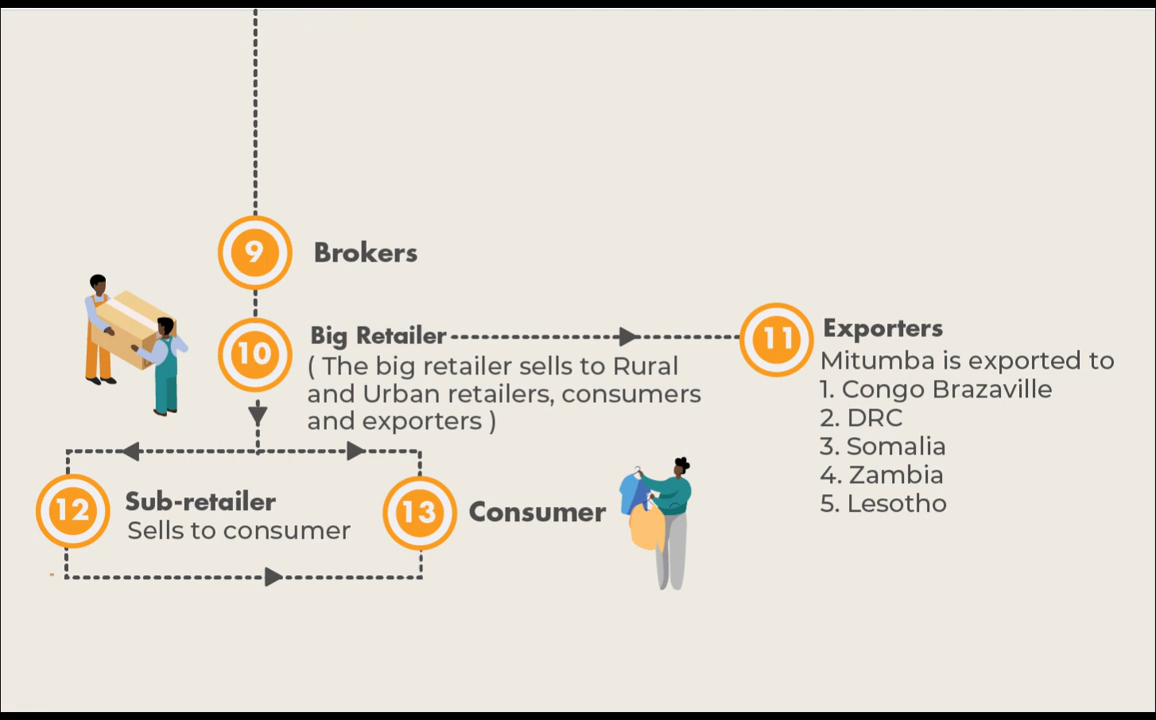 9
Brokers
10
Big Retailer
( The big retailer sells to Rural
and Urban retailers, consumers
and exporters )
11
Exporters
Mitumba is exported to
1. Congo Brazaville
2. DRC
3. Somalia
4. Zambia
5. Lesotho
12
Sub-retailer
Sells to consumer
13
Consumer